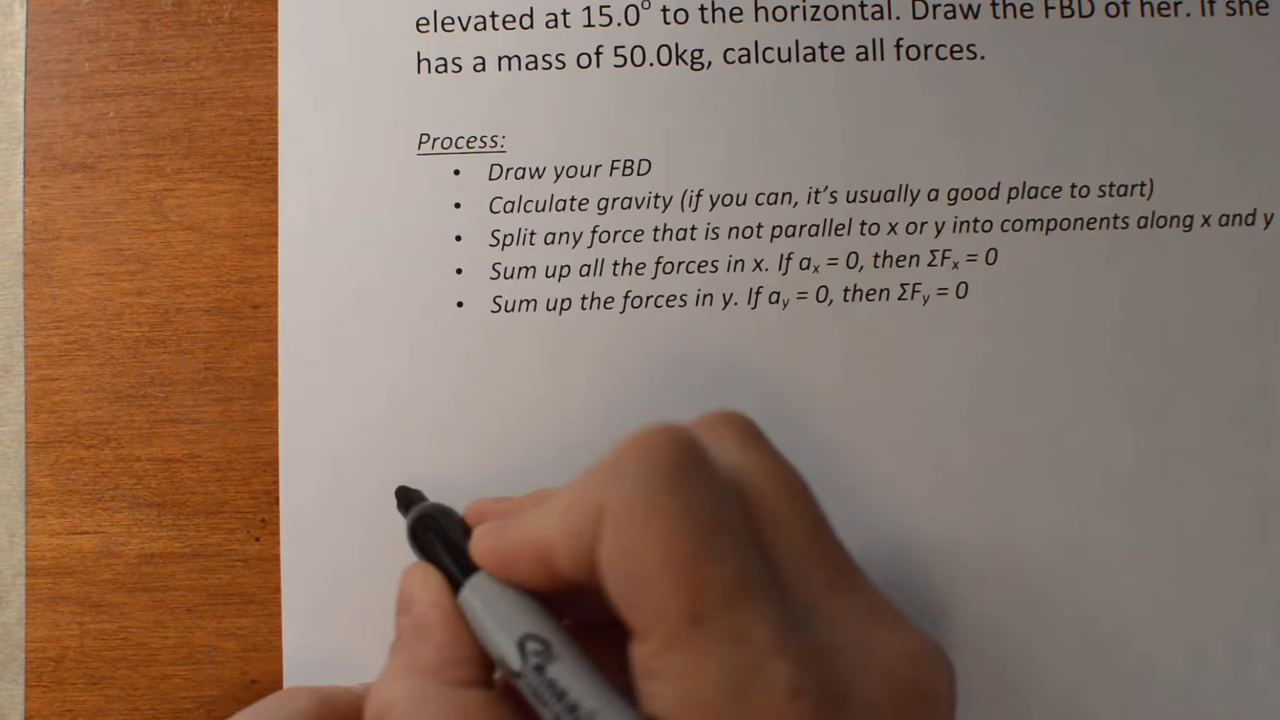 elevated at 15.0° to the horizontal. Draw the FBD of her. If she
has a mass of 50.0kg, calculate all forces.
Process:
• Draw your FBD
• Calculate gravity (if you can, it’s usually a good place to start)
• Split any force that is not parallel to x or y into components along x and y
• Sum up all the forces in x. If aₓ = 0, then ΣFₓ = 0
• Sum up the forces in y. If a_y = 0, then ΣF_y = 0